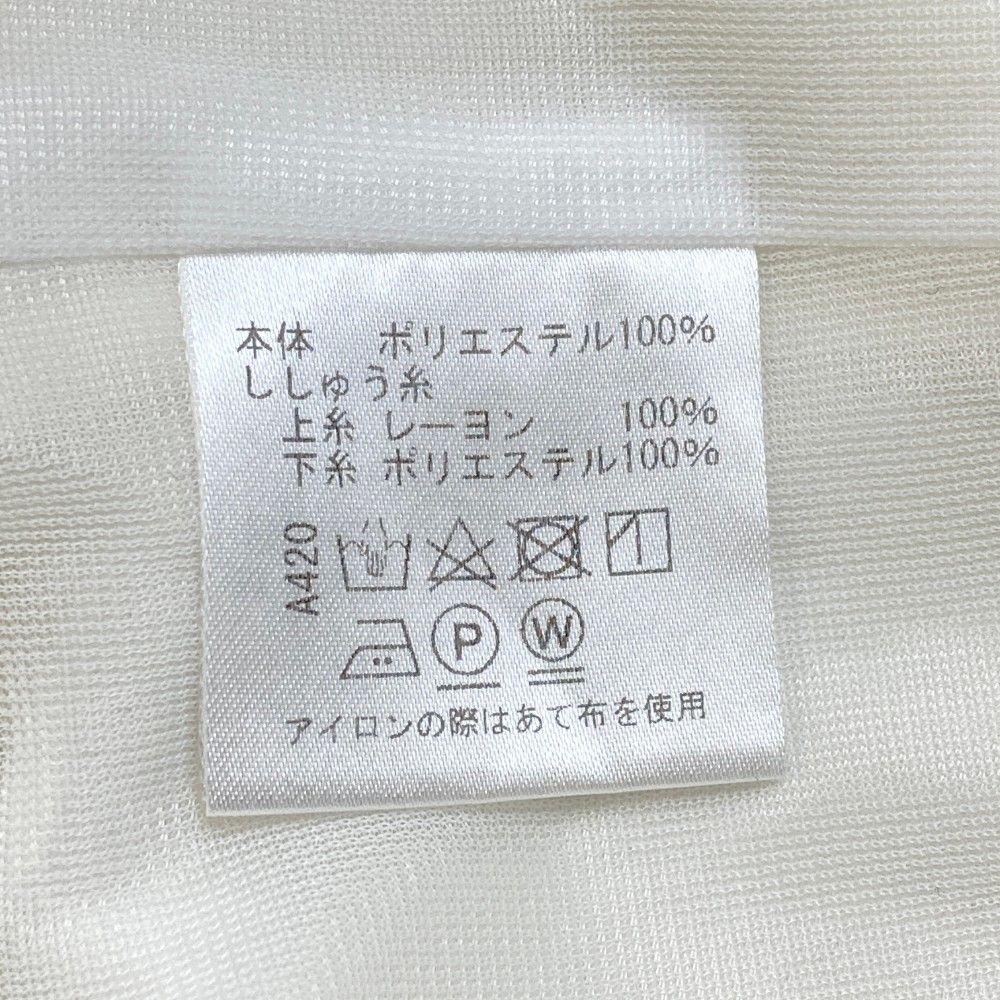 本体 ポリエステル100%
ししゅう糸
上糸 レーヨン 100%
下糸 ポリエステル100%
A420
P W
アイロンの際はあて布を使用